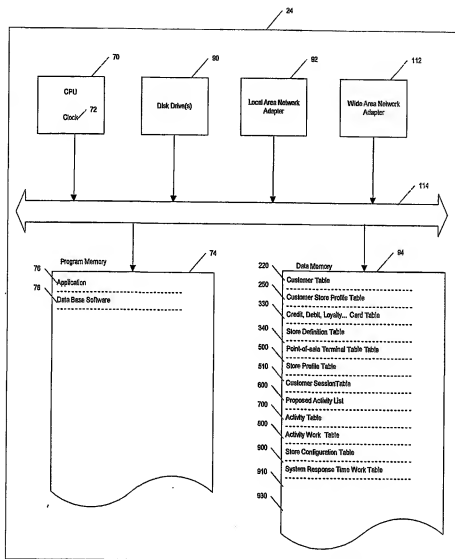 24
70
90
92
112
CPU
Clock
72
Disk Drive(s)
Local Area Network
Adapter
Wide Area Network
Adapter
114
Program Memory
74
76
Application
78
Data Base Software
Data Memory
94
220
Customer Table
250
Customer Store Profile Table
330
Credit, Debit, Loyalty... Card Table
340
Store Definition Table
500
Point-of-sale Terminal Table Table
510
Store Profile Table
600
Customer SessionTable
Proposed Activity List
700
Activity Table
800
Activity Work Table
900
Store Configuration Table
910
System Response Time Work Table
930